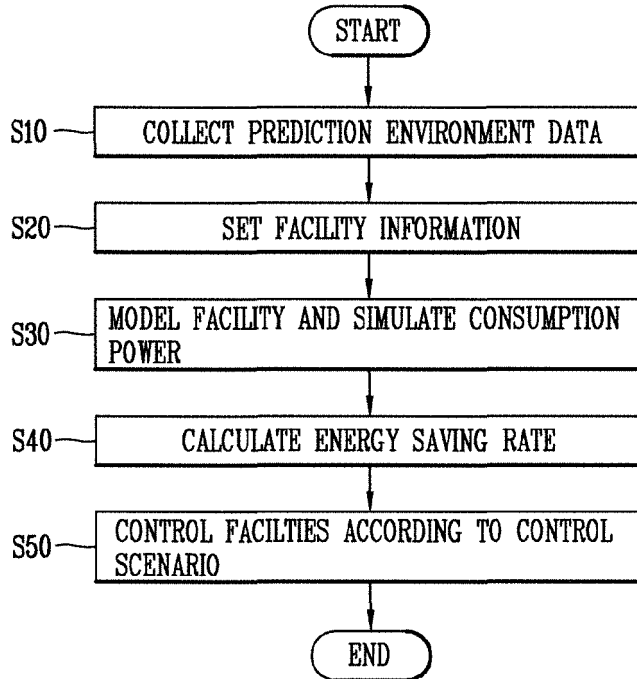 START
S10 COLLECT PREDICTION ENVIRONMENT DATA
S20 SET FACILITY INFORMATION
S30 MODEL FACILITY AND SIMULATE CONSUMPTION
POWER
S40 CALCULATE ENERGY SAVING RATE
S50 CONTROL FACILTIES ACCORDING TO CONTROL
SCENARIO
END